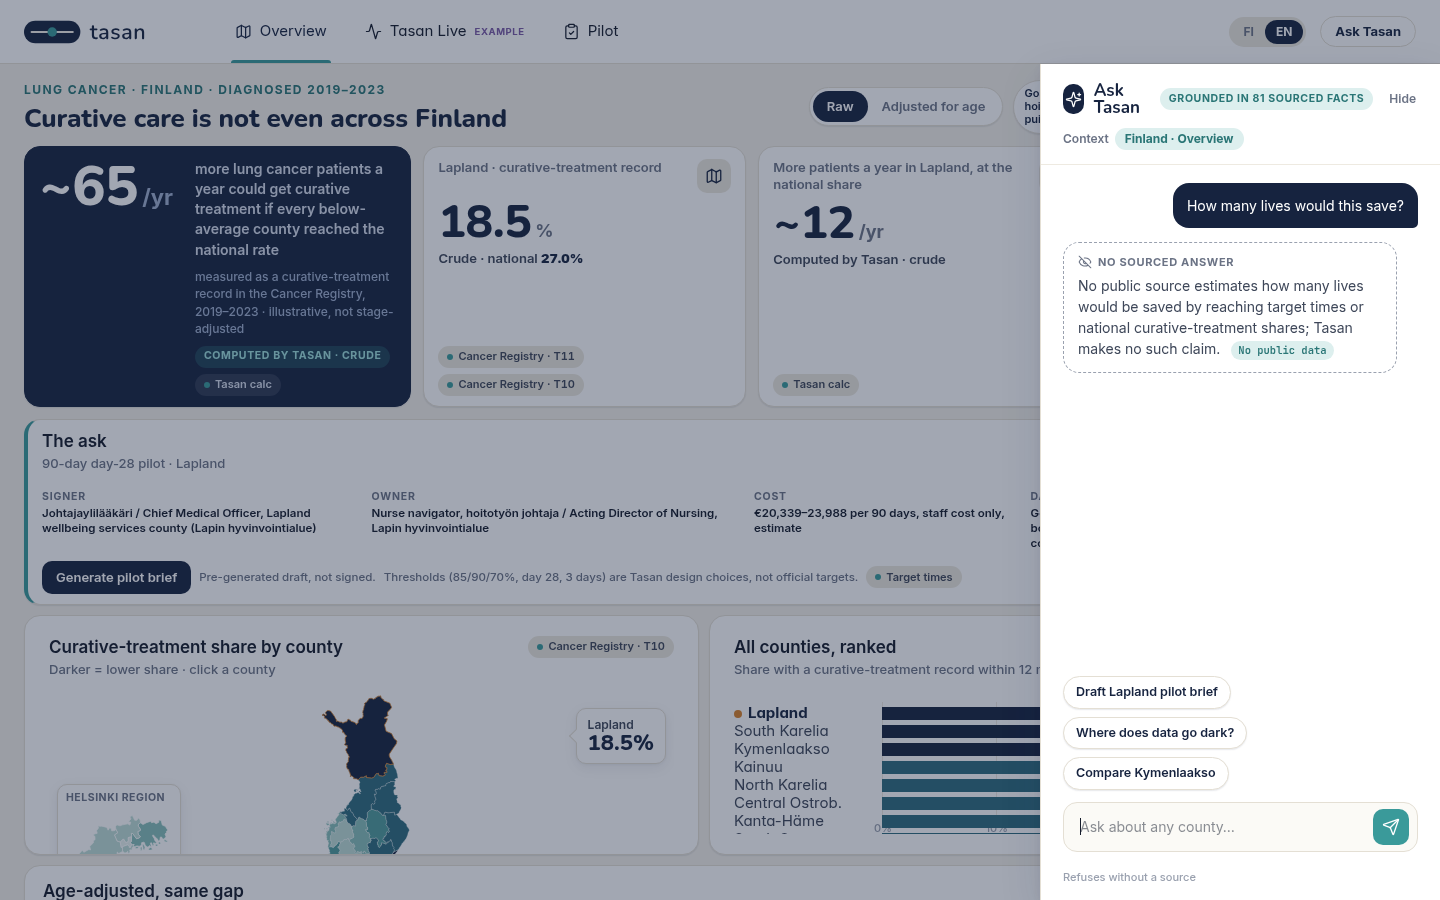 tasan
Overview
Tasan Live EXAMPLE
Pilot
FI EN
Ask Tasan
LUNG CANCER · FINLAND · DIAGNOSED 2019–2023
Curative care is not even across Finland
Raw
Adjusted for age
~65 /yr
more lung cancer patients a
year could get curative
treatment if every below-
average county reached the
national rate
measured as a curative-treatment
record in the Cancer Registry,
2019–2023 · illustrative, not stage-
adjusted
COMPUTED BY TASAN · CRUDE
Tasan calc
Lapland · curative-treatment record
18.5 %
Crude · national 27.0%
Cancer Registry · T11
Cancer Registry · T10
More patients a year in Lapland, at the
national share
~12 /yr
Computed by Tasan · crude
Tasan calc
The ask
90-day day-28 pilot · Lapland
SIGNER
Johtajaylilääkäri / Chief Medical Officer, Lapland
wellbeing services county (Lapin hyvinvointialue)
OWNER
Nurse navigator, hoitotyön johtaja / Acting Director of Nursing,
Lapin hyvinvointialue
COST
€20,339–23,988 per 90 days, staff cost only,
estimate
Generate pilot brief
Pre-generated draft, not signed. Thresholds (85/90/70%, day 28, 3 days) are Tasan design choices, not official targets.
Target times
Curative-treatment share by county
Cancer Registry · T10
Darker = lower share · click a county
Lapland
18.5%
HELSINKI REGION
All counties, ranked
Share with a curative-treatment record within 12
Lapland
South Karelia
Kymenlaakso
Kainuu
North Karelia
Central Ostrob.
Kanta-Häme
0%
10%
Age-adjusted, same gap
Ask
Tasan
GROUNDED IN 81 SOURCED FACTS
Hide
Context Finland · Overview
How many lives would this save?
NO SOURCED ANSWER
No public source estimates how many lives
would be saved by reaching target times or
national curative-treatment shares; Tasan
makes no such claim. No public data
Draft Lapland pilot brief
Where does data go dark?
Compare Kymenlaakso
Ask about any county...
Refuses without a source